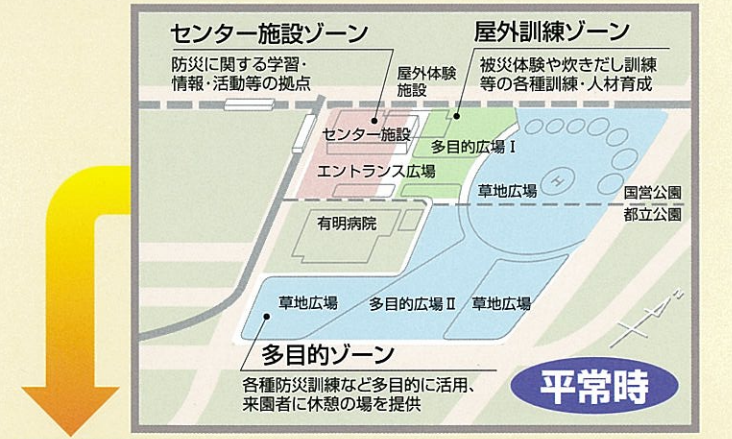 センター施設ゾーン
防災に関する学習・
情報・活動等の拠点
屋外訓練ゾーン
被災体験や炊きだし訓練
等の各種訓練・人材育成
屋外体験
施設
センター施設
多目的広場Ⅰ
エントランス広場
草地広場
H
国営公園
都立公園
有明病院
草地広場
多目的広場Ⅱ
草地広場
多目的ゾーン
各種防災訓練など多目的に活用、
来園者に休憩の場を提供
平常時